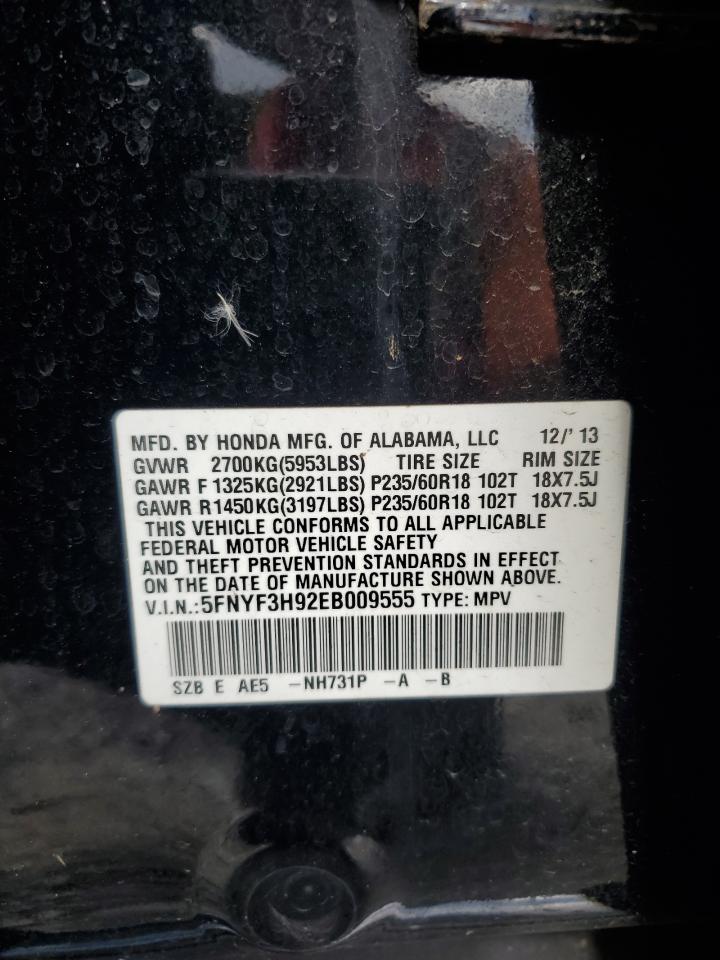 MFD. BY HONDA MFG. OF ALABAMA, LLC 12/'13
GVWR 2700KG(5953LBS) TIRE SIZE RIM SIZE
GAWR F 1325KG(2921LBS) P235/60R18 102T 18X7.5J
GAWR R1450KG(3197LBS) P235/60R18 102T 18X7.5J
THIS VEHICLE CONFORMS TO ALL APPLICABLE
FEDERAL MOTOR VEHICLE SAFETY
AND THEFT PREVENTION STANDARDS IN EFFECT
ON THE DATE OF MANUFACTURE SHOWN ABOVE.
V.I.N.:5FNYF3H92EB009555 TYPE: MPV
SZB E AE5 -NH731P -A -B